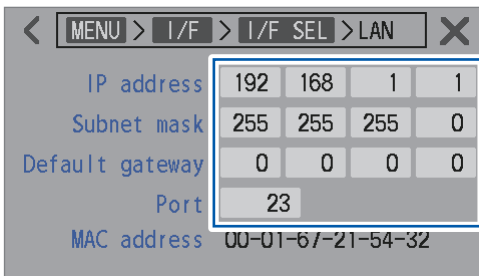 < MENU > I/F > I/F SEL > LAN X
IP address 192 168 1 1
Subnet mask 255 255 255 0
Default gateway 0 0 0 0
Port 23
MAC address 00-01-67-21-54-32